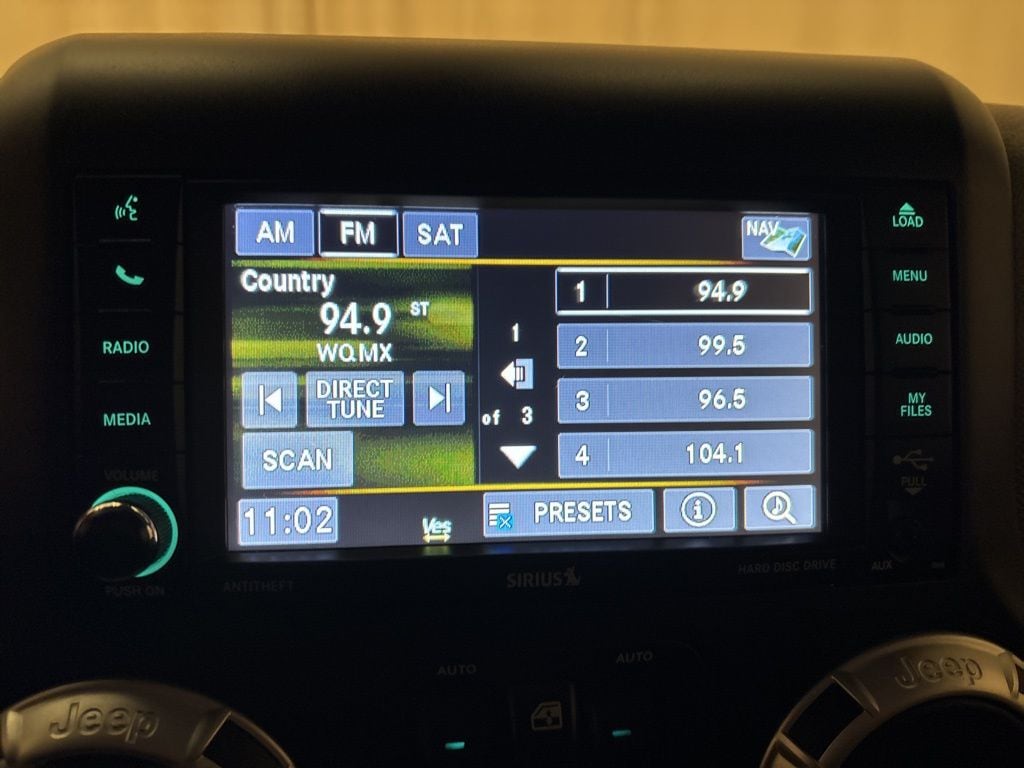 AM FM SAT NAV
LOAD
Country
94.9 ST
WQMX
DIRECT
TUNE
SCAN
1
of 3
1 94.9
2 99.5
3 96.5
4 104.1
11:02
Yes
PRESETS
i
RADIO
MEDIA
VOLUME
PUSH ON
MENU
AUDIO
MY
FILES
PULL
AUX
ANTITHEFT
SIRIUS
HARD DISC DRIVE
AUTO
AUTO
Jeep
Jeep